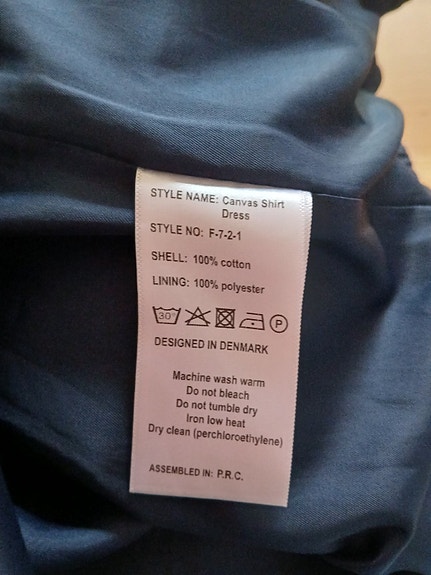 STYLE NAME: Canvas Shirt
Dress
STYLE NO: F-7-2-1
SHELL: 100% cotton
LINING: 100% polyester
30° P
DESIGNED IN DENMARK
Machine wash warm
Do not bleach
Do not tumble dry
Iron low heat
Dry clean (perchloroethylene)
ASSEMBLED IN: P.R.C.